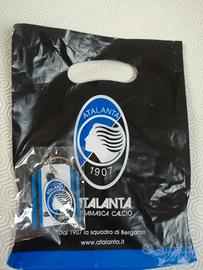 ATALANTA
1907
ATALANTA
BERGAMASCA CALCIO
Dal 1907 la squadra di Bergamo
www.atalanta.it